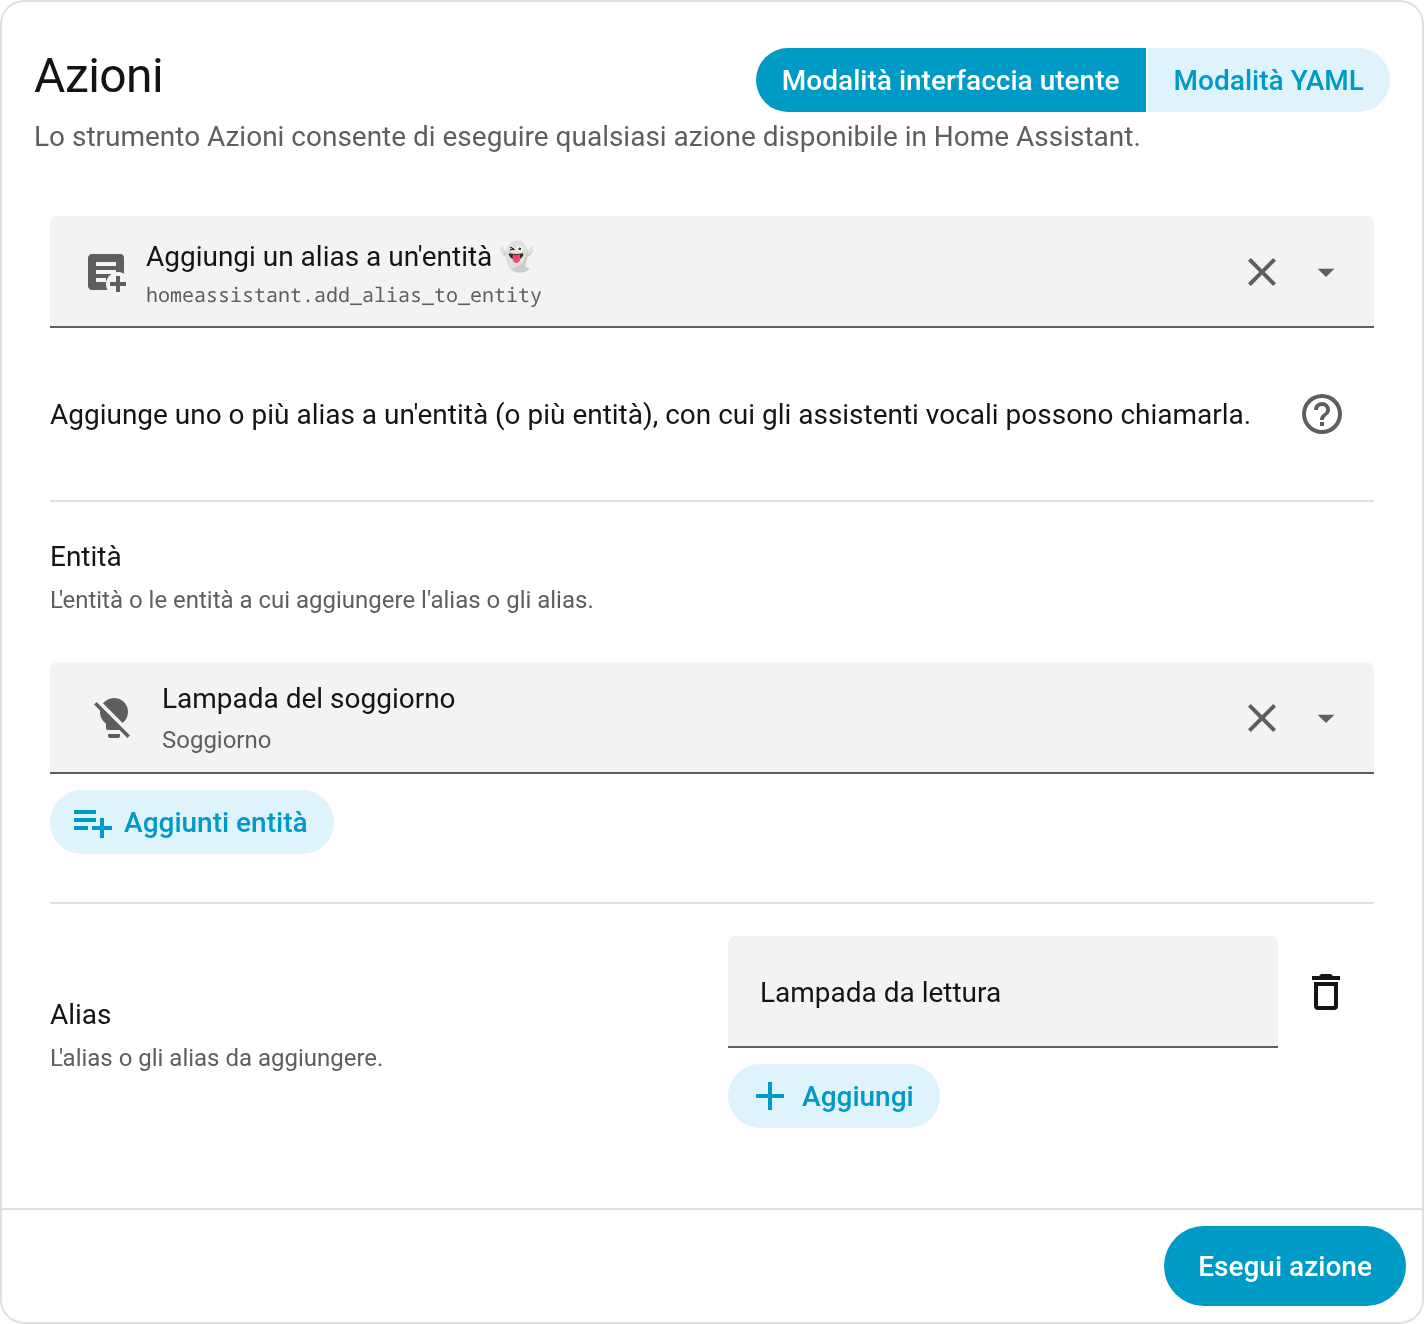 Azioni
Modalità interfaccia utente
Modalità YAML
Lo strumento Azioni consente di eseguire qualsiasi azione disponibile in Home Assistant.
Aggiungi un alias a un'entità 👻
homeassistant.add_alias_to_entity
Aggiunge uno o più alias a un'entità (o più entità), con cui gli assistenti vocali possono chiamarla.
Entità
L'entità o le entità a cui aggiungere l'alias o gli alias.
Lampada del soggiorno
Soggiorno
Aggiunti entità
Alias
L'alias o gli alias da aggiungere.
Lampada da lettura
Aggiungi
Esegui azione